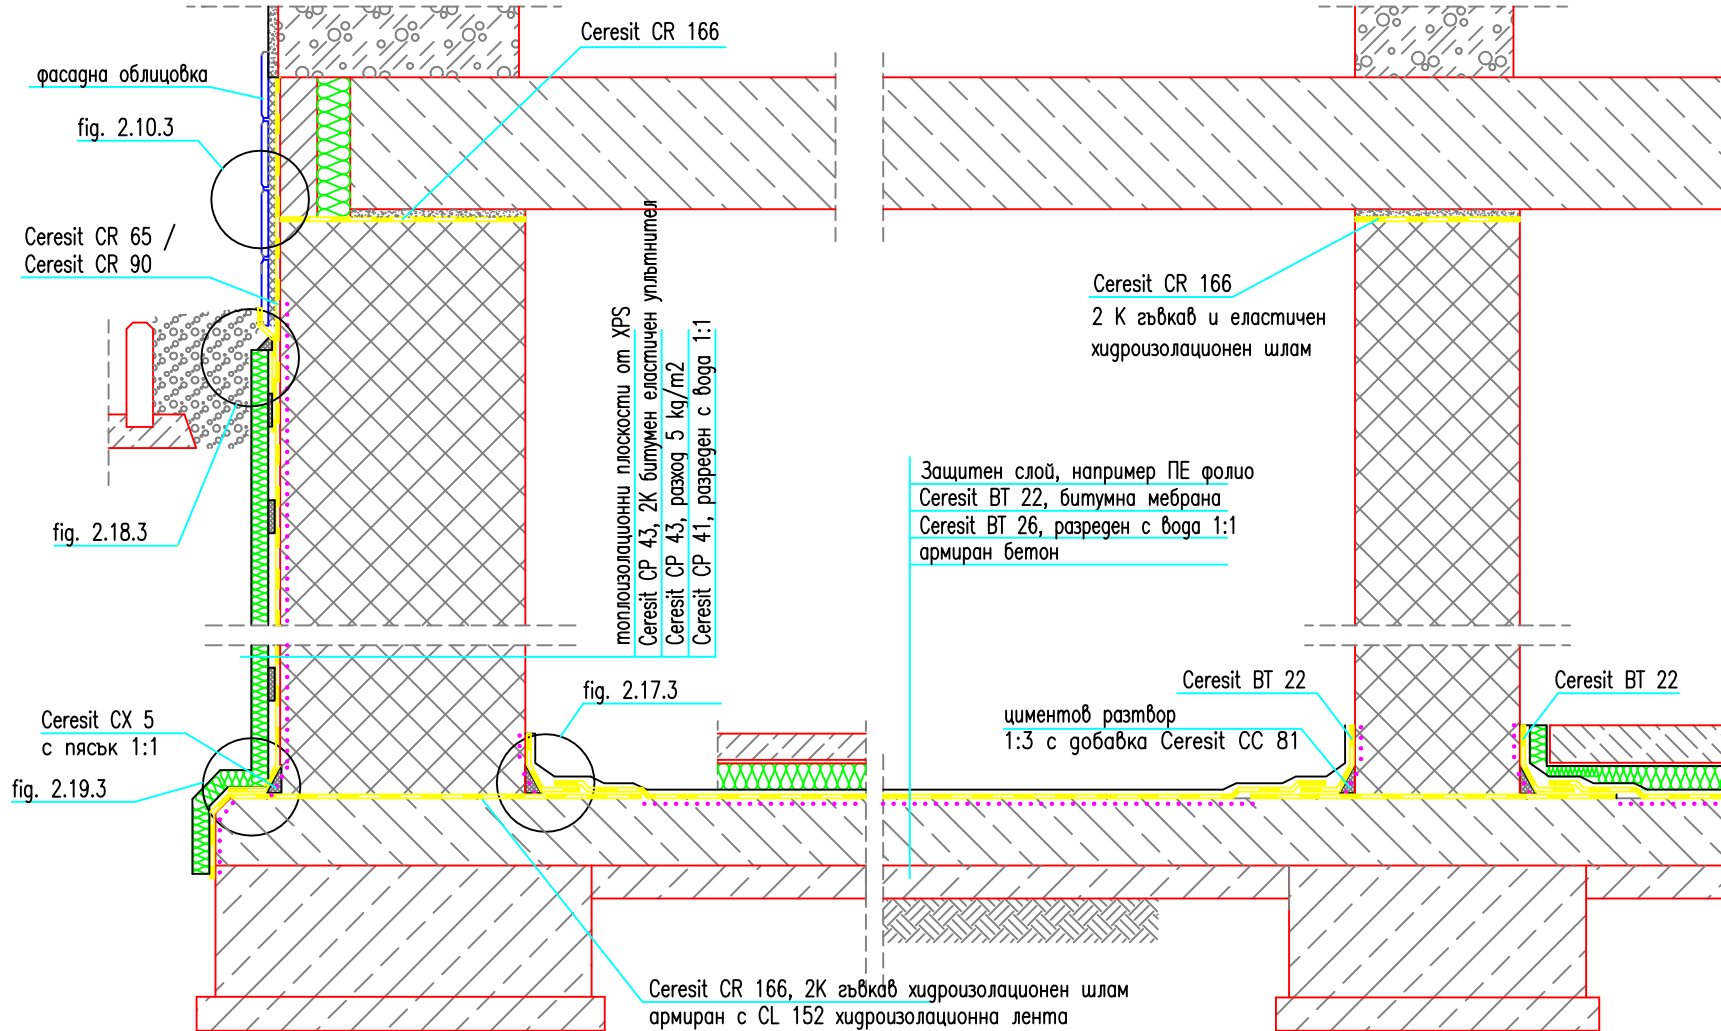 Ceresit CR 166
фасадна облицовка
fig. 2.10.3
Ceresit CR 65 /
Ceresit CR 90
топлоизолационни плоскости от XPS
Ceresit CP 43, 2К битумен еластичен уплътнител
Ceresit CP 43, разход 5 kg/m2
Ceresit CP 41, разреден с вода 1:1
Ceresit CR 166
2 К гъвкав и еластичен
хидроизолационен шлам
Защитен слой, например ПЕ фолио
Ceresit BT 22, битумна мебрана
Ceresit BT 26, разреден с вода 1:1
армиран бетон
fig. 2.18.3
fig. 2.17.3
Ceresit BT 22
Ceresit BT 22
Ceresit CX 5
с пясък 1:1
циментов разтвор
1:3 с добавка Ceresit CC 81
fig. 2.19.3
Ceresit CR 166, 2К гъвкав хидроизолационен шлам
армиран с CL 152 хидроизолационна лента